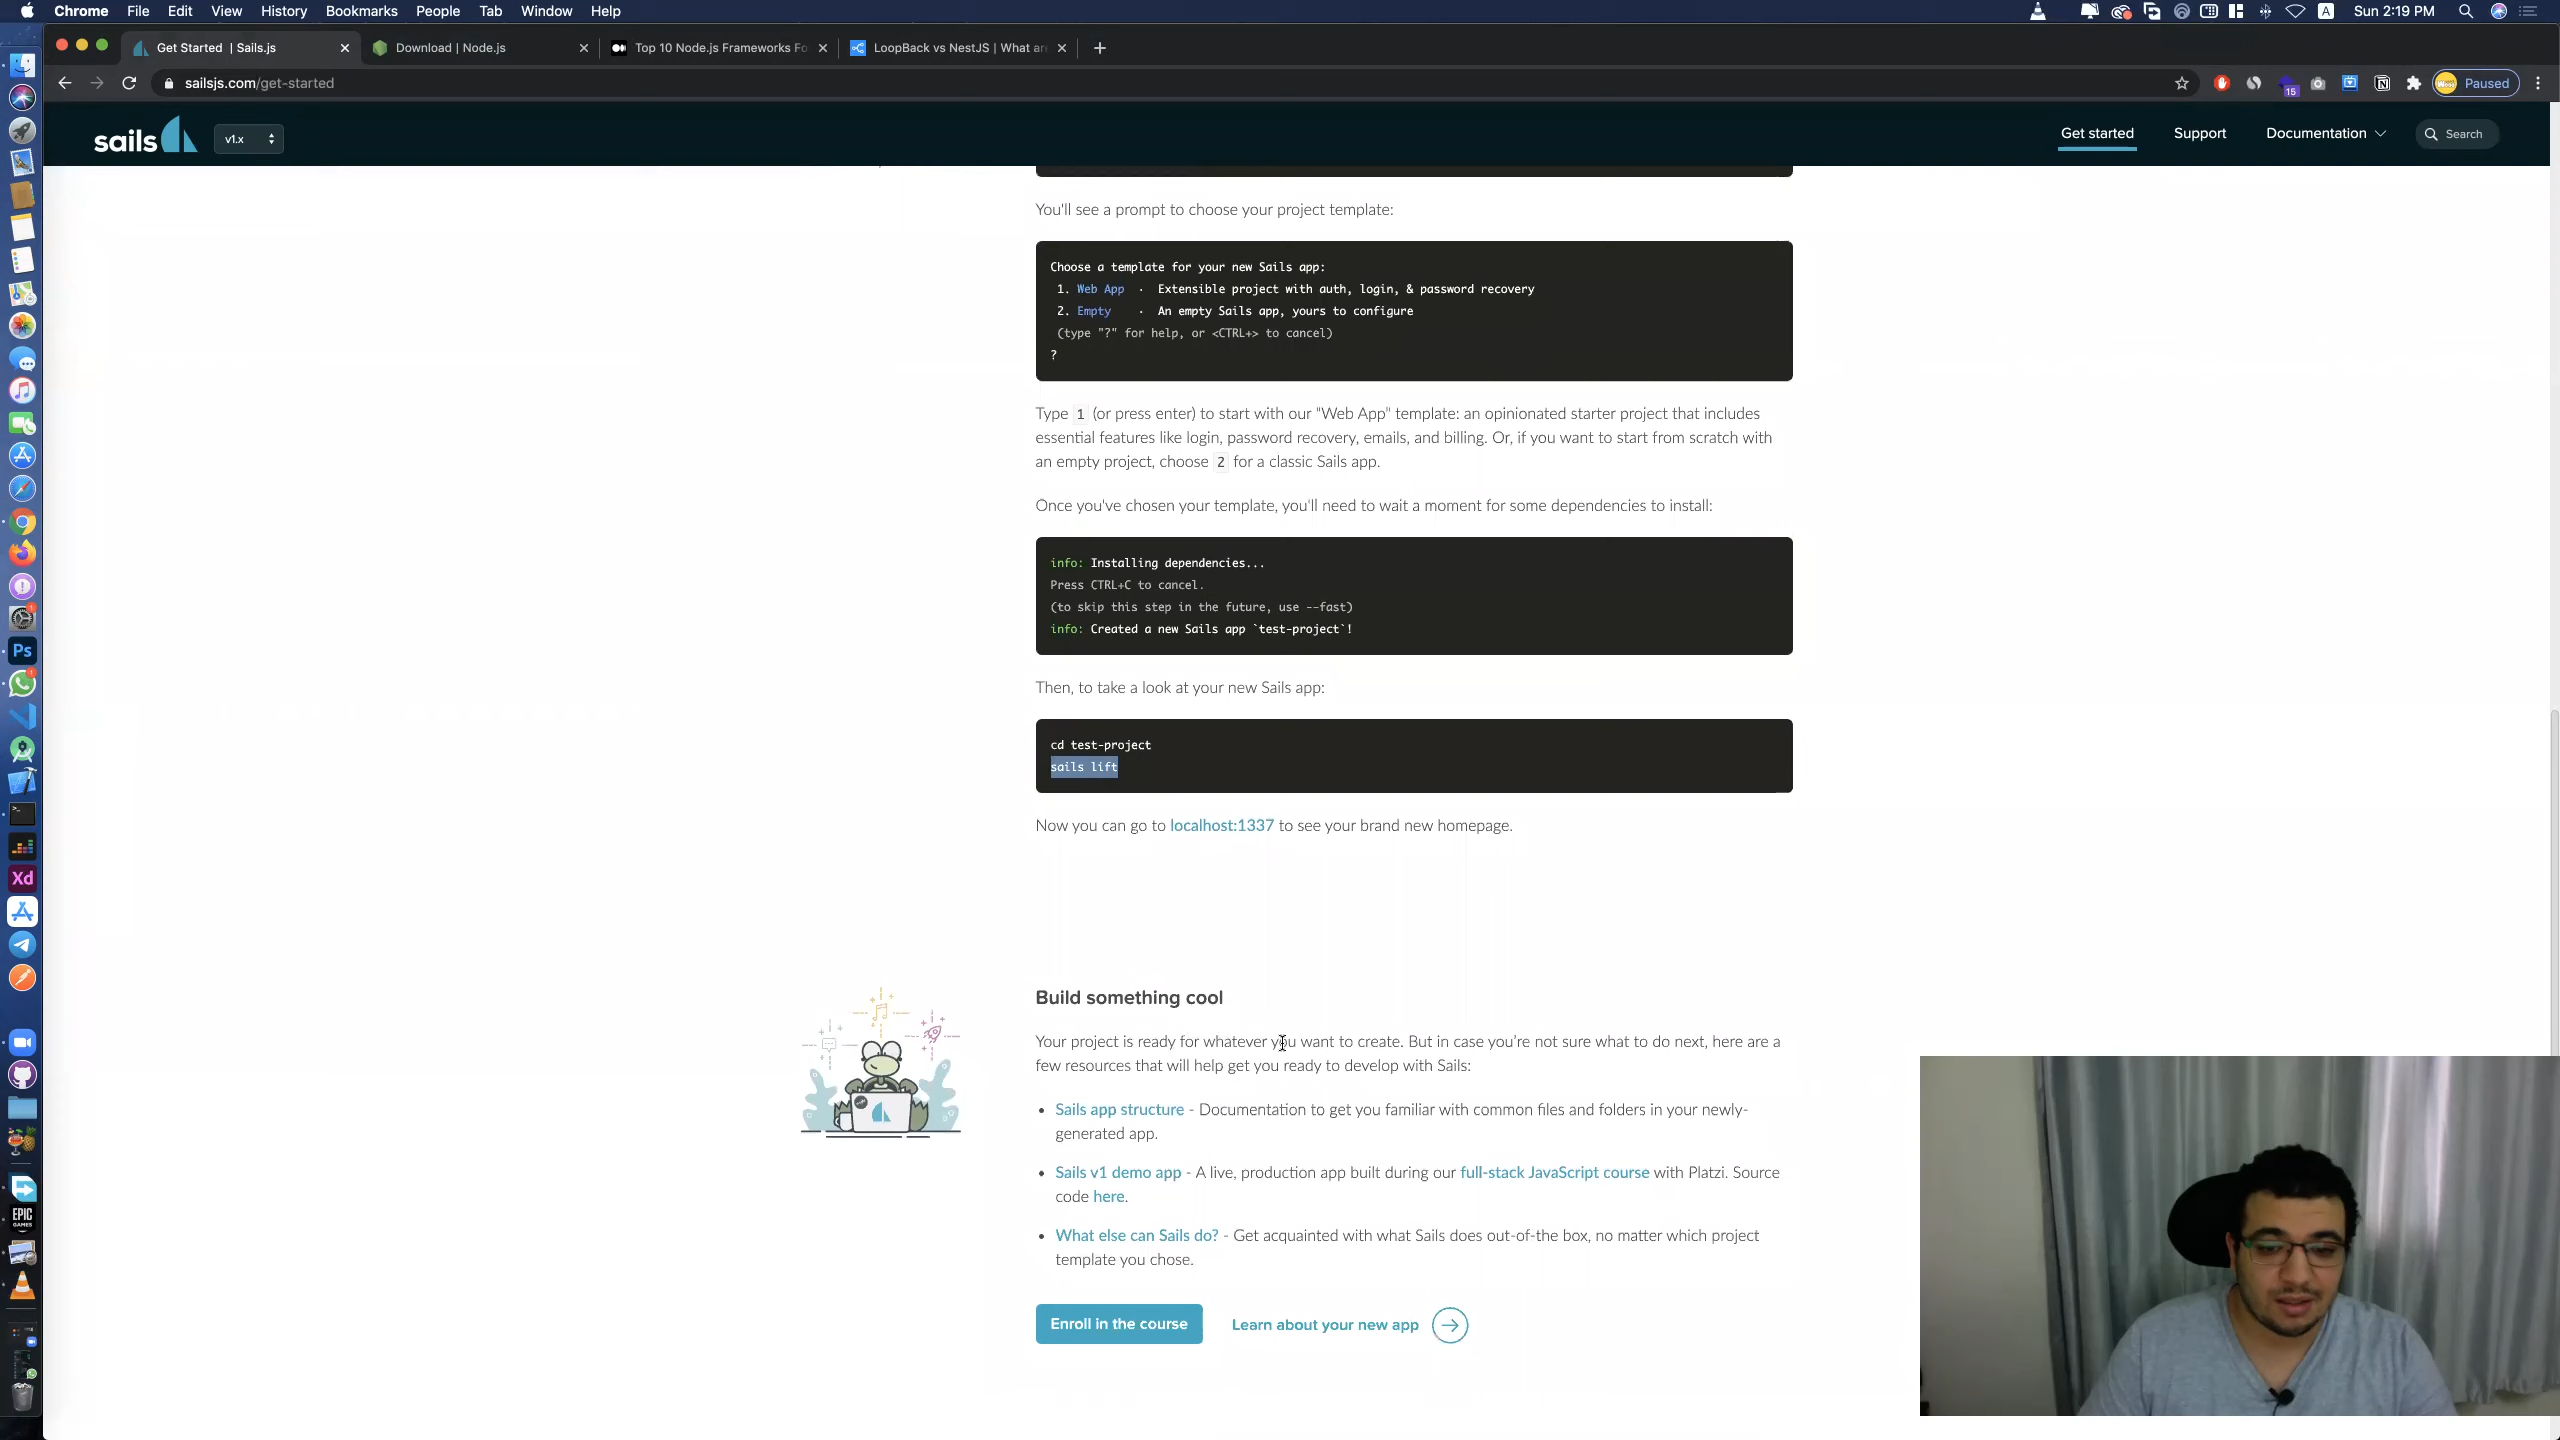 Chrome File Edit View History Bookmarks People Tab Window Help
A Sun 2:19 PM
Get Started | Sails.js
Download | Node.js
Top 10 Node.js Frameworks Fo
LoopBack vs NestJS | What are
sailsjs.com/get-started
15
Paused
sails
v1.x
Get started
Support
Documentation
Search
You'll see a prompt to choose your project template:
Choose a template for your new Sails app:
1. Web App · Extensible project with auth, login, & password recovery
2. Empty · An empty Sails app, yours to configure
(type "?" for help, or <CTRL+> to cancel)
?
Type 1 (or press enter) to start with our "Web App" template: an opinionated starter project that includes
essential features like login, password recovery, emails, and billing. Or, if you want to start from scratch with
an empty project, choose 2 for a classic Sails app.
Once you've chosen your template, you'll need to wait a moment for some dependencies to install:
info: Installing dependencies...
Press CTRL+C to cancel.
(to skip this step in the future, use --fast)
info: Created a new Sails app `test-project`!
Then, to take a look at your new Sails app:
cd test-project
sails lift
Now you can go to localhost:1337 to see your brand new homepage.
Build something cool
Your project is ready for whatever you want to create. But in case you're not sure what to do next, here are a
few resources that will help get you ready to develop with Sails:
• Sails app structure - Documentation to get you familiar with common files and folders in your newly-
generated app.
• Sails v1 demo app - A live, production app built during our full-stack JavaScript course with Platzi. Source
code here.
• What else can Sails do? - Get acquainted with what Sails does out-of-the box, no matter which project
template you chose.
Enroll in the course
Learn about your new app
Ps
Xd
EPIC
GAMES